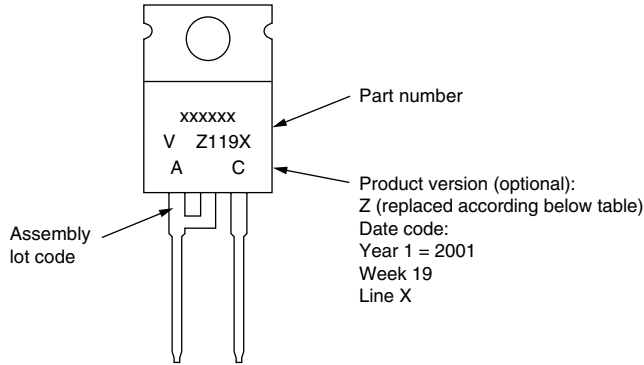 xxxxxx
V Z119X
A C
Part number
Product version (optional):
Z (replaced according below table)
Date code:
Year 1 = 2001
Week 19
Line X
Assembly
lot code